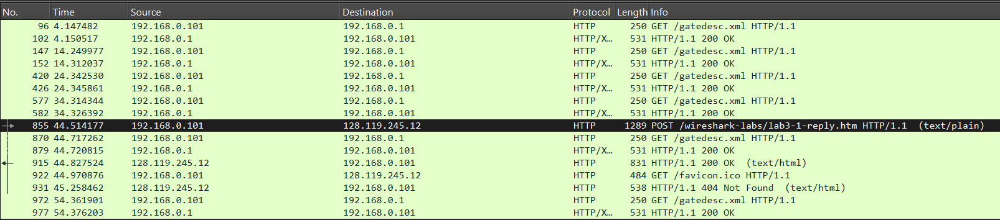 No. Time Source Destination Protocol Length Info
96 4.147482 192.168.0.101 192.168.0.1 HTTP 250 GET /gatedesc.xml HTTP/1.1
102 4.150517 192.168.0.1 192.168.0.101 HTTP/X… 531 HTTP/1.1 200 OK
147 14.249977 192.168.0.101 192.168.0.1 HTTP 250 GET /gatedesc.xml HTTP/1.1
152 14.312037 192.168.0.1 192.168.0.101 HTTP/X… 531 HTTP/1.1 200 OK
420 24.342530 192.168.0.101 192.168.0.1 HTTP 250 GET /gatedesc.xml HTTP/1.1
426 24.345861 192.168.0.1 192.168.0.101 HTTP/X… 531 HTTP/1.1 200 OK
577 34.314344 192.168.0.101 192.168.0.1 HTTP 250 GET /gatedesc.xml HTTP/1.1
582 34.326392 192.168.0.1 192.168.0.101 HTTP/X… 531 HTTP/1.1 200 OK
855 44.514177 192.168.0.101 128.119.245.12 HTTP 1289 POST /wireshark-labs/lab3-1-reply.htm HTTP/1.1 (text/plain)
870 44.717262 192.168.0.101 192.168.0.1 HTTP 250 GET /gatedesc.xml HTTP/1.1
879 44.720815 192.168.0.1 192.168.0.101 HTTP/X… 531 HTTP/1.1 200 OK
915 44.827524 128.119.245.12 192.168.0.101 HTTP 831 HTTP/1.1 200 OK (text/html)
922 44.970876 192.168.0.101 128.119.245.12 HTTP 484 GET /favicon.ico HTTP/1.1
931 45.258462 128.119.245.12 192.168.0.101 HTTP 538 HTTP/1.1 404 Not Found (text/html)
972 54.361901 192.168.0.101 192.168.0.1 HTTP 250 GET /gatedesc.xml HTTP/1.1
977 54.376203 192.168.0.1 192.168.0.101 HTTP/X… 531 HTTP/1.1 200 OK